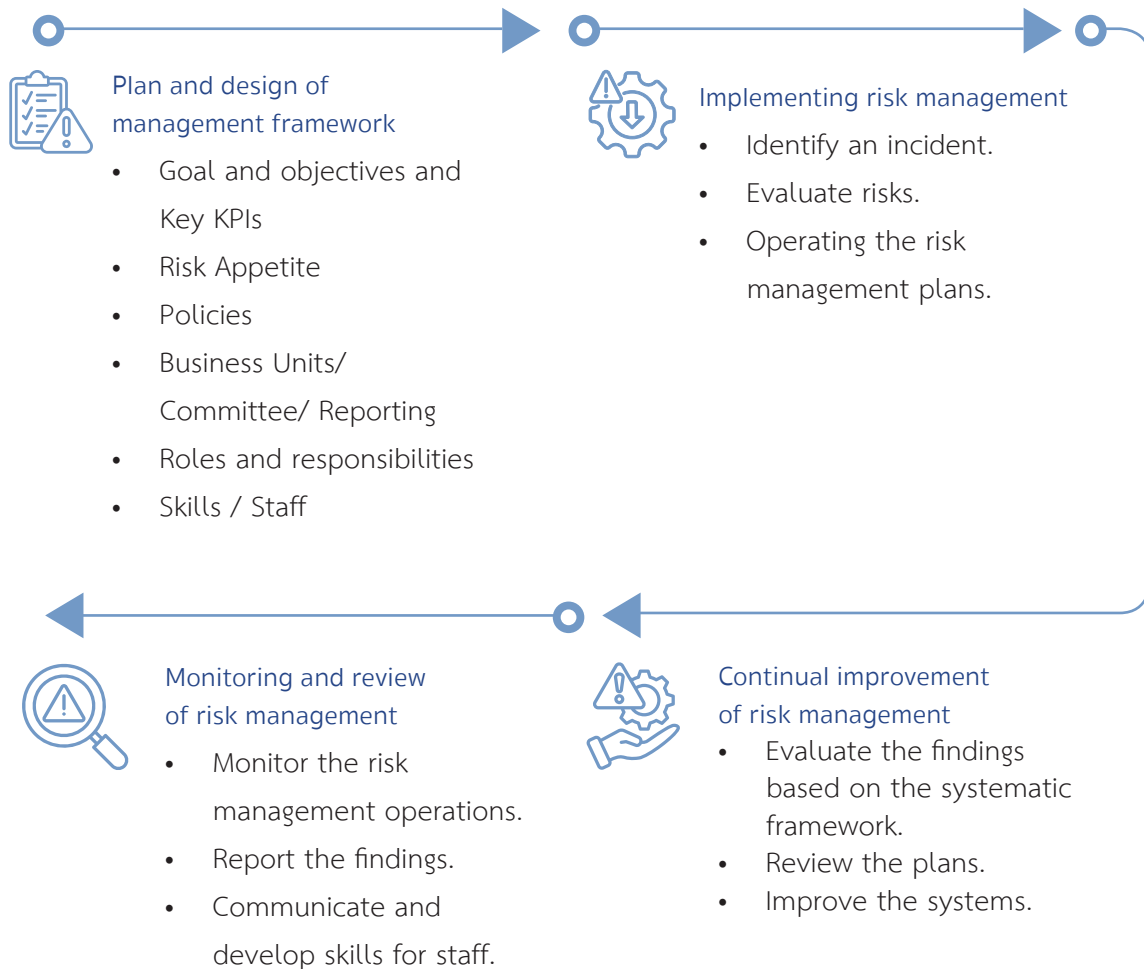 Plan and design of
management framework
• Goal and objectives and
Key KPIs
• Risk Appetite
• Policies
• Business Units/
Committee/ Reporting
• Roles and responsibilities
• Skills / Staff
Implementing risk management
• Identify an incident.
• Evaluate risks.
• Operating the risk
management plans.
Continual improvement
of risk management
• Evaluate the findings
based on the systematic
framework.
• Review the plans.
• Improve the systems.
Monitoring and review
of risk management
• Monitor the risk
management operations.
• Report the findings.
• Communicate and
develop skills for staff.